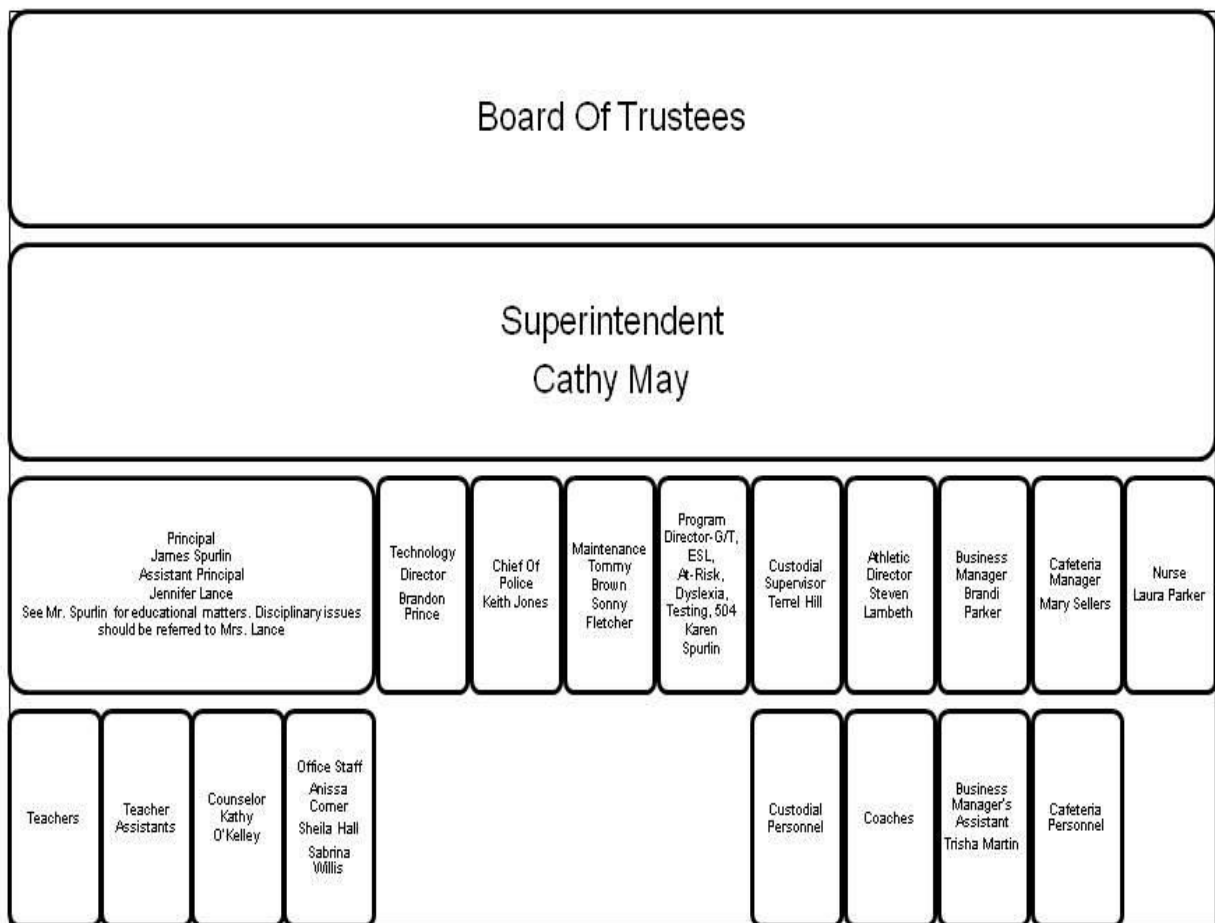 Board Of Trustees
Superintendent
Cathy May
Principal
James Spurlin
Assistant Principal
Jennifer Lance
See Mr. Spurlin for educational matters. Disciplinary issues
should be referred to Mrs. Lance
Technology
Director
Brandon
Prince
Chief Of
Police
Keith Jones
Maintenance
Tommy
Brown
Sonny
Fletcher
Program
Director-G/T,
ESL,
At-Risk,
Dyslexia,
Testing, 504
Karen
Spurlin
Custodial
Supervisor
Terrel Hill
Athletic
Director
Steven
Lambeth
Business
Manager
Brandi
Parker
Cafeteria
Manager
Mary Sellers
Nurse
Laura Parker
Teachers
Teacher
Assistants
Counselor
Kathy
O'Kelley
Office Staff
Anissa
Comer
Sheila Hall
Sabrina
Willis
Custodial
Personnel
Coaches
Business
Manager's
Assistant
Trisha Martin
Cafeteria
Personnel